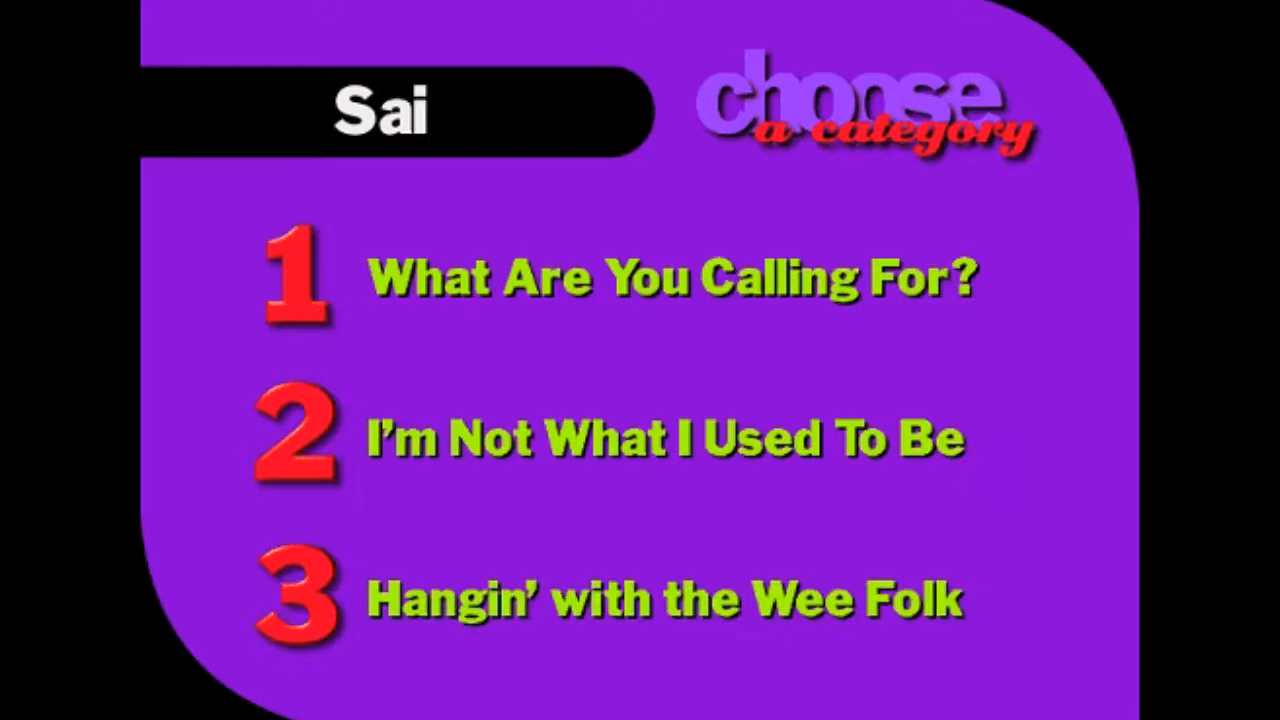 Sai
choose
a category
1 What Are You Calling For?
2 I'm Not What I Used To Be
3 Hangin' with the Wee Folk